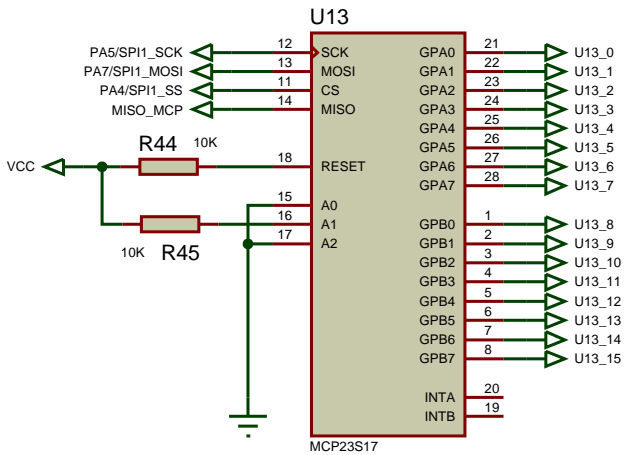 U13
PA5/SPI1_SCK 12 SCK GPA0 21 U13_0
PA7/SPI1_MOSI 13 MOSI GPA1 22 U13_1
PA4/SPI1_SS 11 CS GPA2 23 U13_2
MISO_MCP 14 MISO GPA3 24 U13_3
GPA4 25 U13_4
R44 10K GPA5 26 U13_5
VCC 18 RESET GPA6 27 U13_6
GPA7 28 U13_7
15 A0
16 A1 GPB0 1 U13_8
10K R45 17 A2 GPB1 2 U13_9
GPB2 3 U13_10
GPB3 4 U13_11
GPB4 5 U13_12
GPB5 6 U13_13
GPB6 7 U13_14
GPB7 8 U13_15
INTA 20
INTB 19
MCP23S17